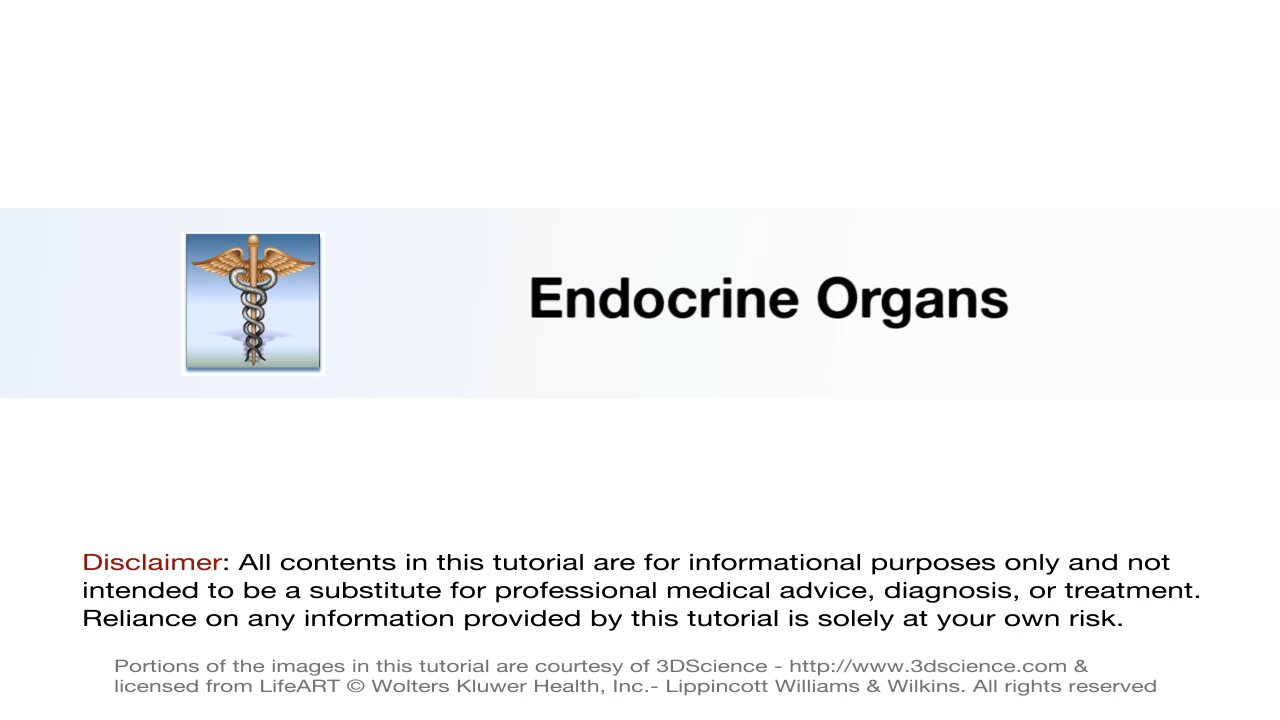 Endocrine Organs
Disclaimer: All contents in this tutorial are for informational purposes only and not
intended to be a substitute for professional medical advice, diagnosis, or treatment.
Reliance on any information provided by this tutorial is solely at your own risk.
Portions of the images in this tutorial are courtesy of 3DScience - http://www.3dscience.com &
licensed from LifeART © Wolters Kluwer Health, Inc.- Lippincott Williams & Wilkins. All rights reserved